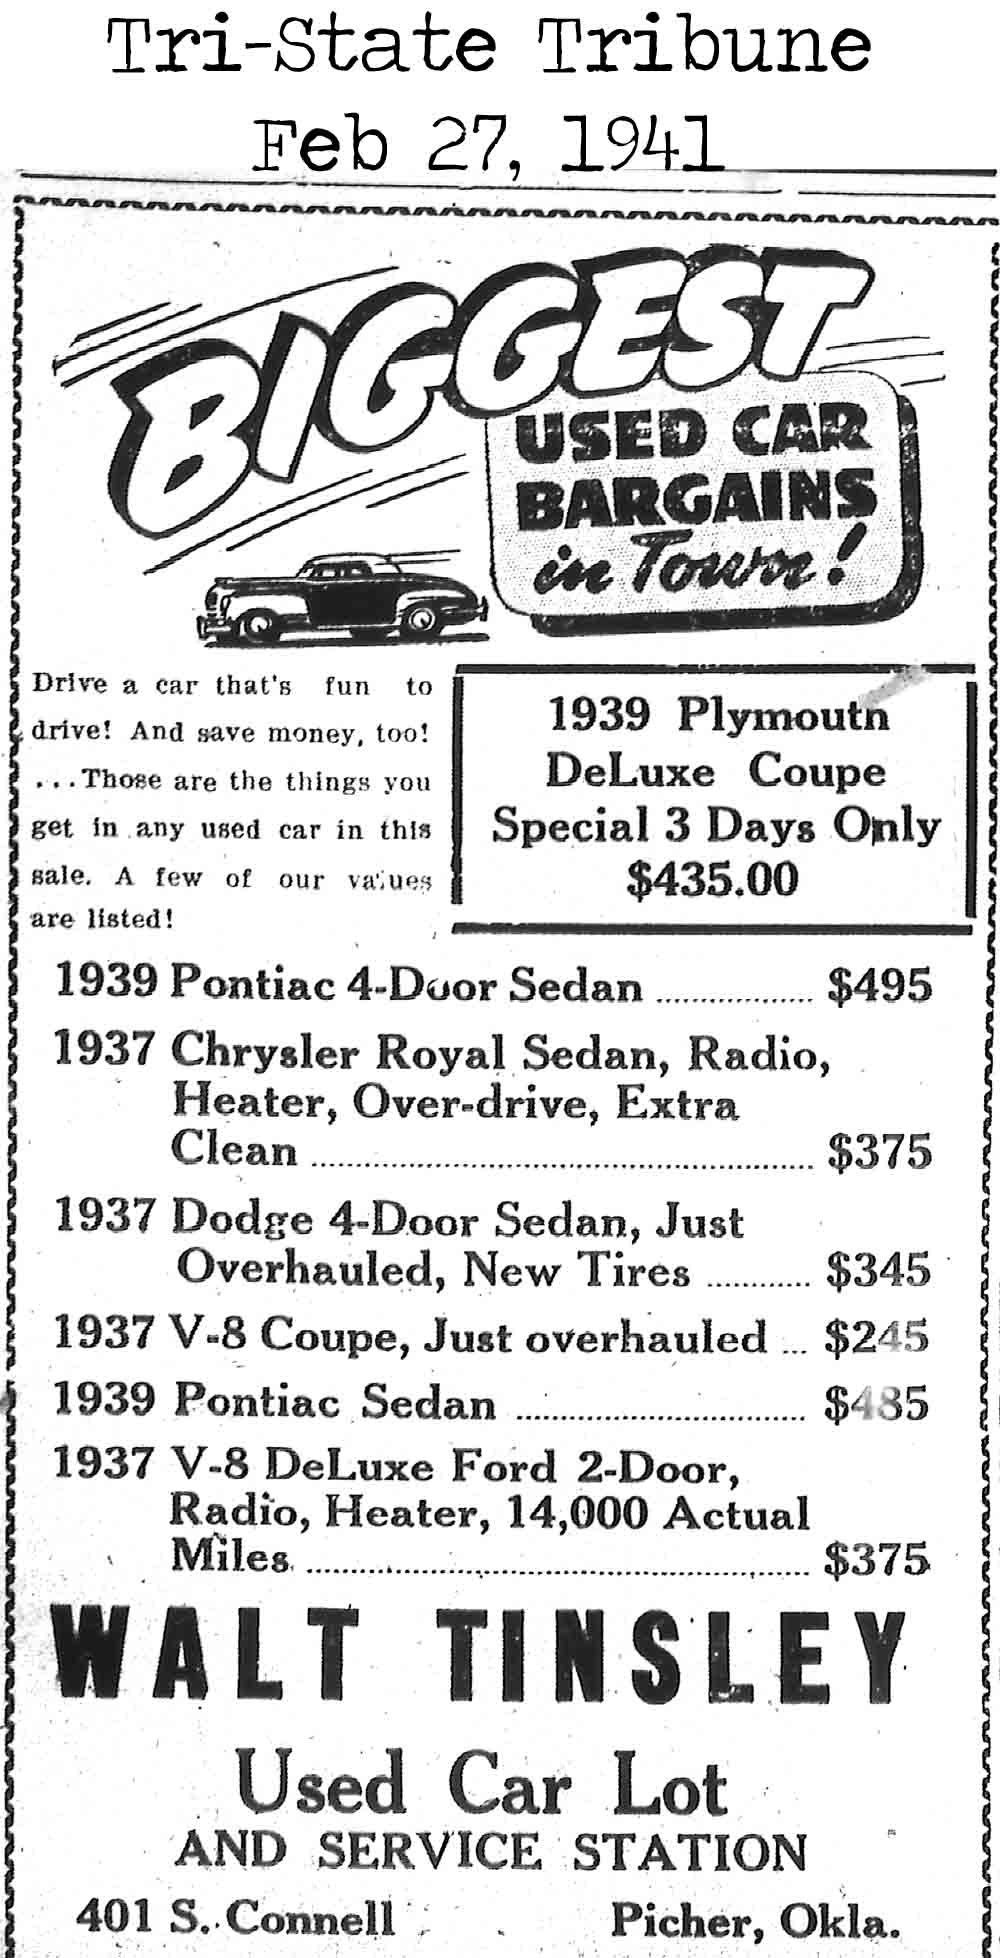 Tri-State Tribune
Feb 27, 1941
BIGGEST
USED CAR
BARGAINS
in Town!
Drive a car that's fun to
drive! And save money, too!
...Those are the things you
get in any used car in this
sale. A few of our values
are listed!
1939 Plymouth
DeLuxe Coupe
Special 3 Days Only
$435.00
1939 Pontiac 4-Door Sedan ................ $495
1937 Chrysler Royal Sedan, Radio,
Heater, Over-drive, Extra
Clean .................................................. $375
1937 Dodge 4-Door Sedan, Just
Overhauled, New Tires ........... $345
1937 V-8 Coupe, Just overhauled ... $245
1939 Pontiac Sedan ............................. $485
1937 V-8 DeLuxe Ford 2-Door,
Radio, Heater, 14,000 Actual
Miles .................................................. $375
WALT TINSLEY
Used Car Lot
AND SERVICE STATION
401 S. Connell Picher, Okla.